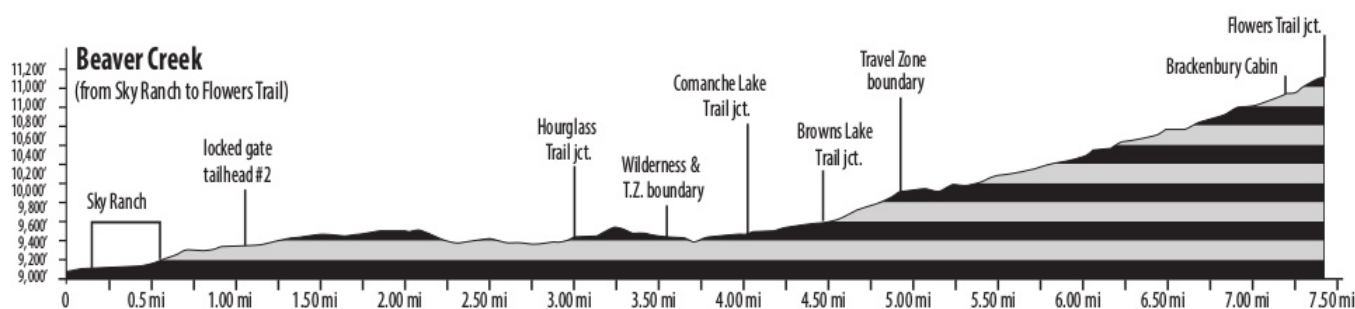 Beaver Creek
(from Sky Ranch to Flowers Trail)
11,200'
11,000'
11,000'
10,800'
10,600'
10,400'
10,000'
9,800'
9,600'
9,400'
9,200'
9,000'
Sky Ranch
locked gate
tailhead #2
Hourglass
Trail jct.
Wilderness &
T.Z. boundary
Comanche Lake
Trail jct.
Browns Lake
Trail jct.
Travel Zone
boundary
Brackenbury Cabin
Flowers Trail jct.
0 0.5 mi 1.00 mi 1.50 mi 2.00 mi 2.50 mi 3.00 mi 3.50 mi 4.00 mi 4.50 mi 5.00 mi 5.50 mi 6.00 mi 6.50 mi 7.00 mi 7.50 mi